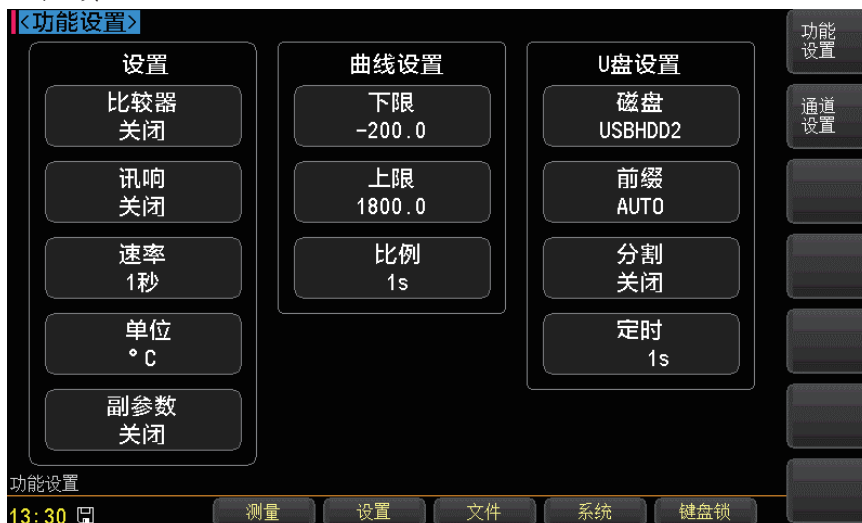 <功能设置>
设置
比较器
关闭
讯响
关闭
速率
1秒
单位
°C
副参数
关闭
曲线设置
下限
-200.0
上限
1800.0
比例
1s
U盘设置
磁盘
USBHDD2
前缀
AUTO
分割
关闭
定时
1s
功能
设置
通道
设置
功能设置
13:30
测量
设置
文件
系统
键盘锁